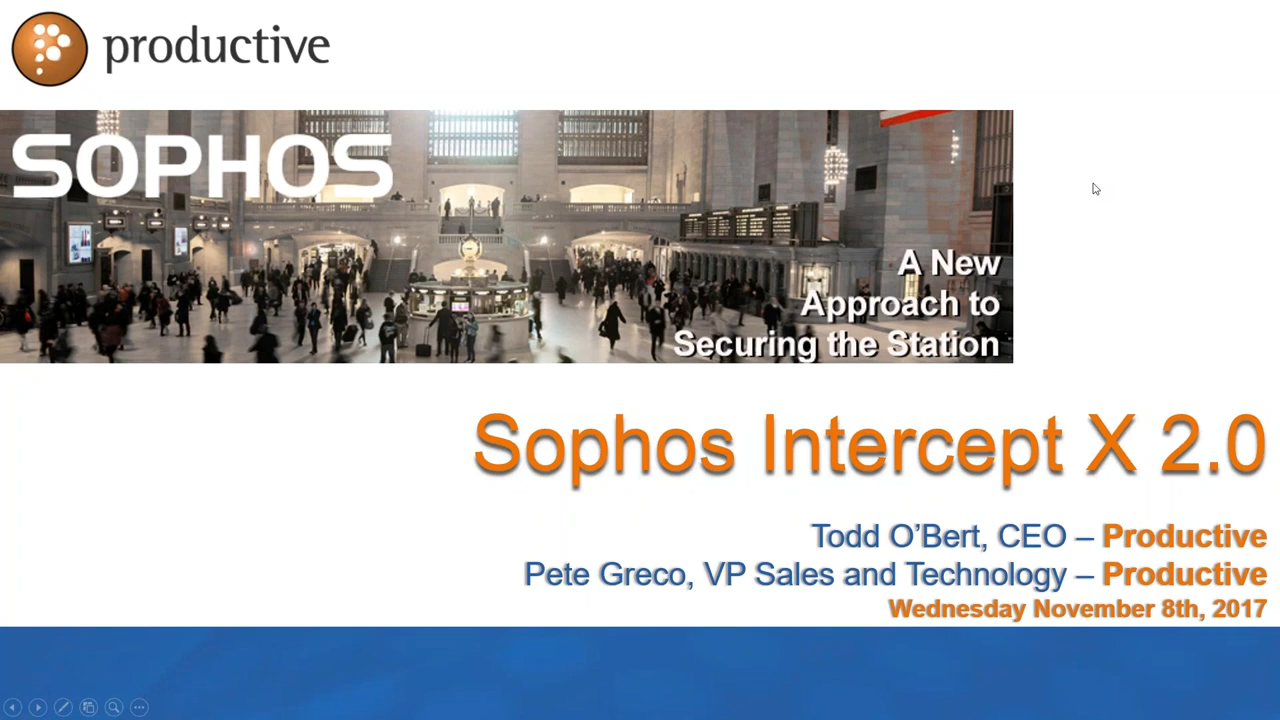 productive
SOPHOS
A New
Approach to
Securing the Station
Sophos Intercept X 2.0
Todd O’Bert, CEO – Productive
Pete Greco, VP Sales and Technology – Productive
Wednesday November 8th, 2017